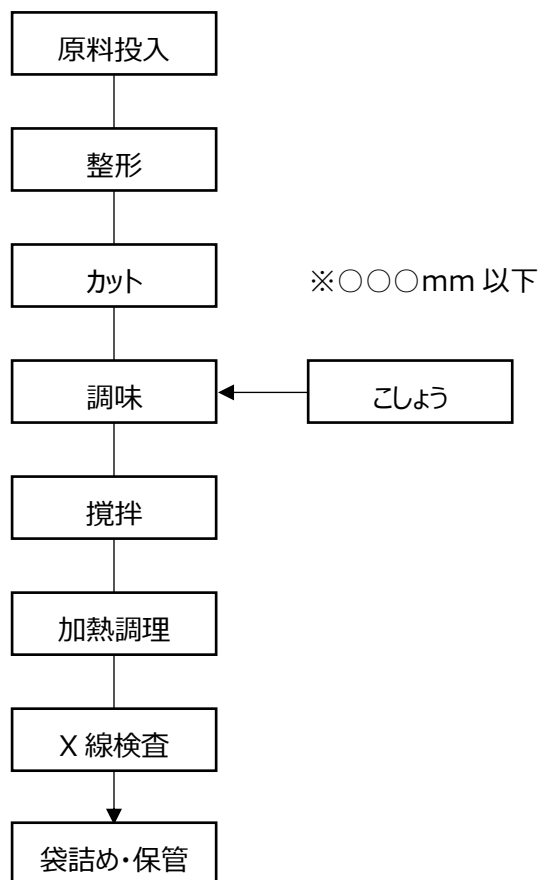 原料投入
整形
カット
※○○○mm 以下
調味
こしょう
撹拌
加熱調理
X 線検査
袋詰め・保管